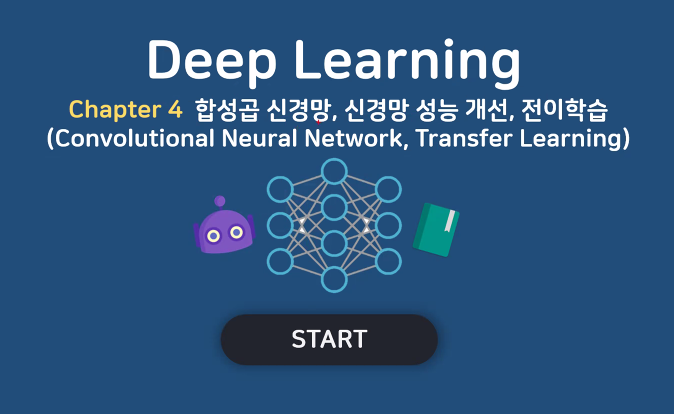 Deep Learning
Chapter 4 합성곱 신경망, 신경망 성능 개선, 전이학습
(Convolutional Neural Network, Transfer Learning)
START